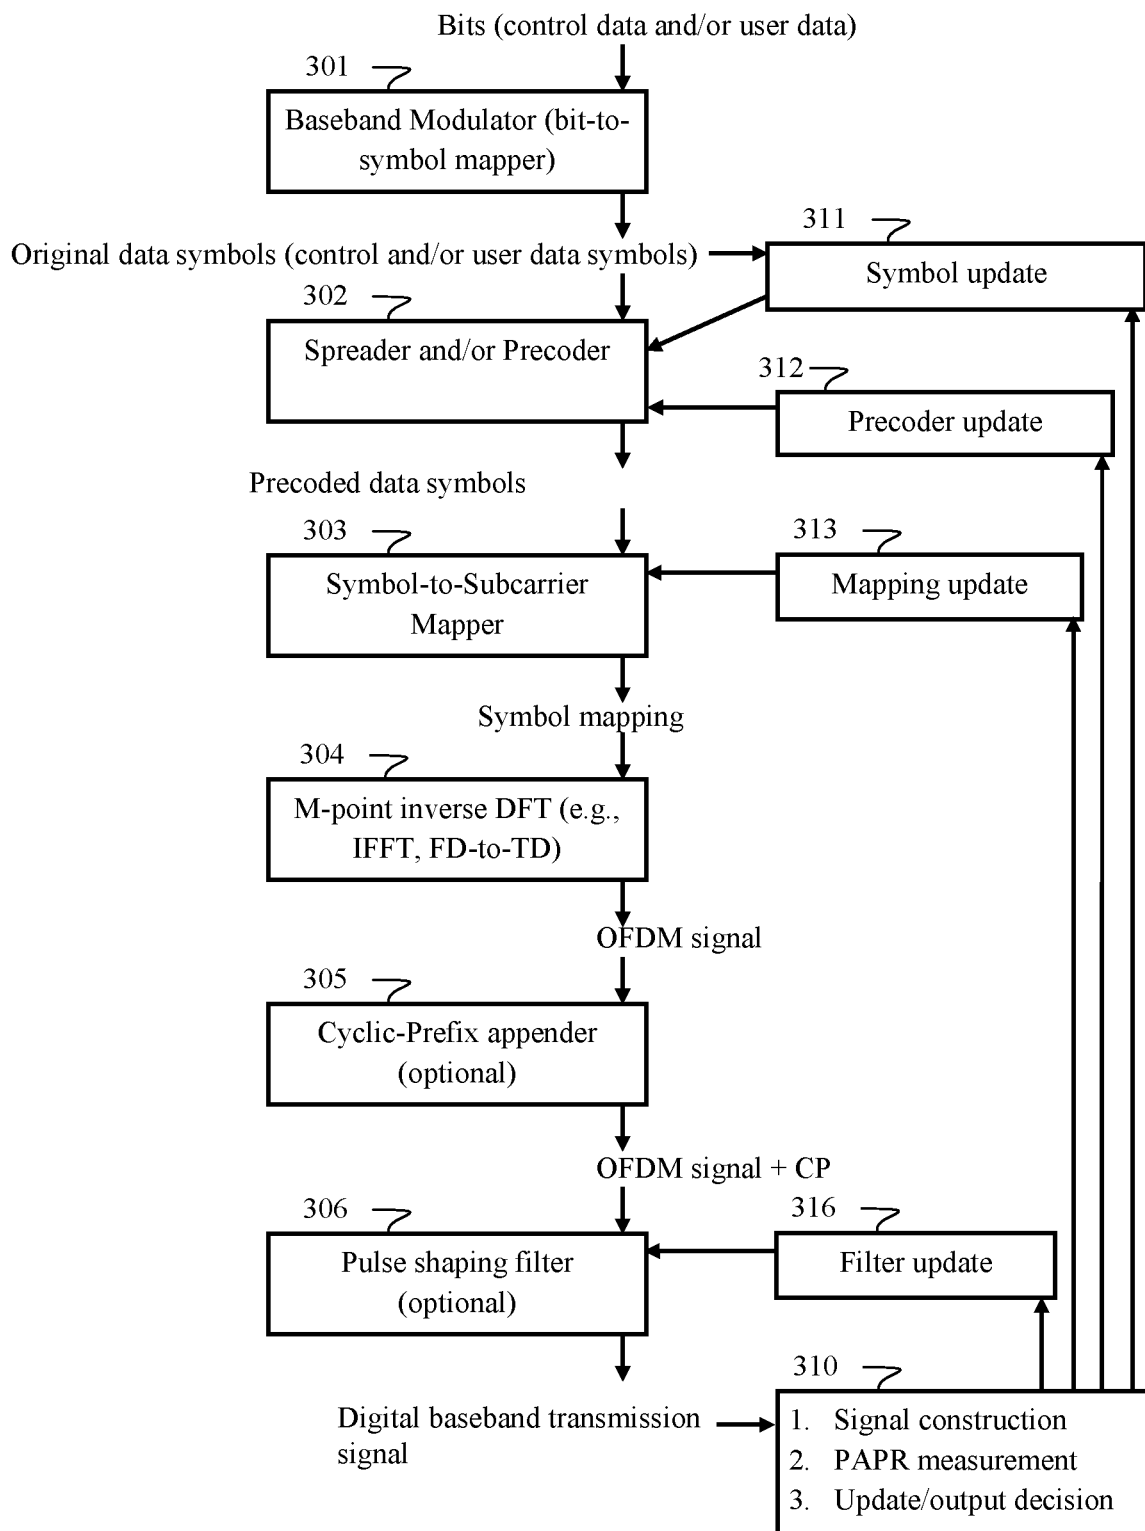 Bits (control data and/or user data)
301
Baseband Modulator (bit-to-
symbol mapper)
311
Original data symbols (control and/or user data symbols)
Symbol update
302
Spreader and/or Precoder
312
Precoder update
Precoded data symbols
303
313
Symbol-to-Subcarrier
Mapper
Mapping update
Symbol mapping
304
M-point inverse DFT (e.g.,
IFFT, FD-to-TD)
OFDM signal
305
Cyclic-Prefix appender
(optional)
OFDM signal + CP
306
316
Pulse shaping filter
(optional)
Filter update
310
Digital baseband transmission
signal
1. Signal construction
2. PAPR measurement
3. Update/output decision